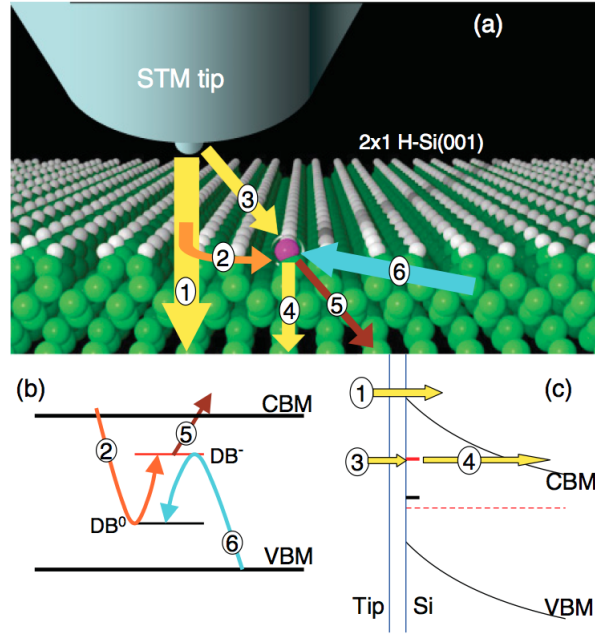 (a)
STM tip
2x1 H-Si(001)
3
2
6
1
4
5
(b)
CBM
2
5
DB-
DB0
6
VBM
(c)
1
3
4
CBM
Tip
Si
VBM